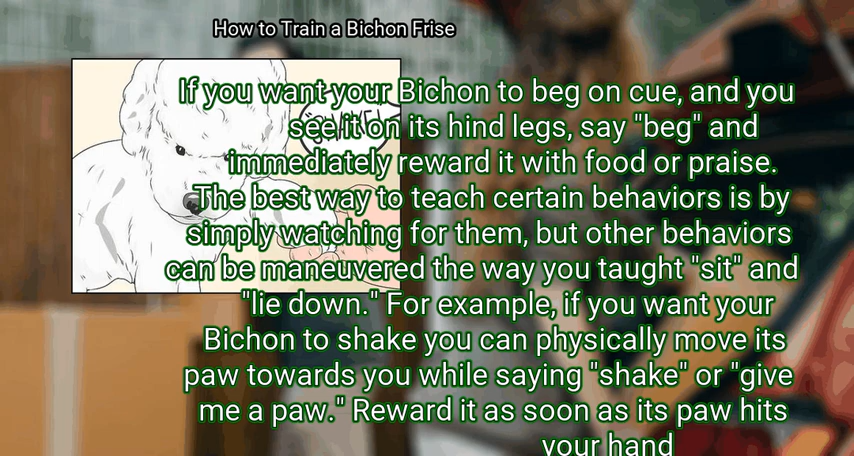 How to Train a Bichon Frise
If you want your Bichon to beg on cue, and you
see it on its hind legs, say "beg" and
immediately reward it with food or praise.
The best way to teach certain behaviors is by
simply watching for them, but other behaviors
can be maneuvered the way you taught "sit" and
"lie down." For example, if you want your
Bichon to shake you can physically move its
paw towards you while saying "shake" or "give
me a paw." Reward it as soon as its paw hits
your hand